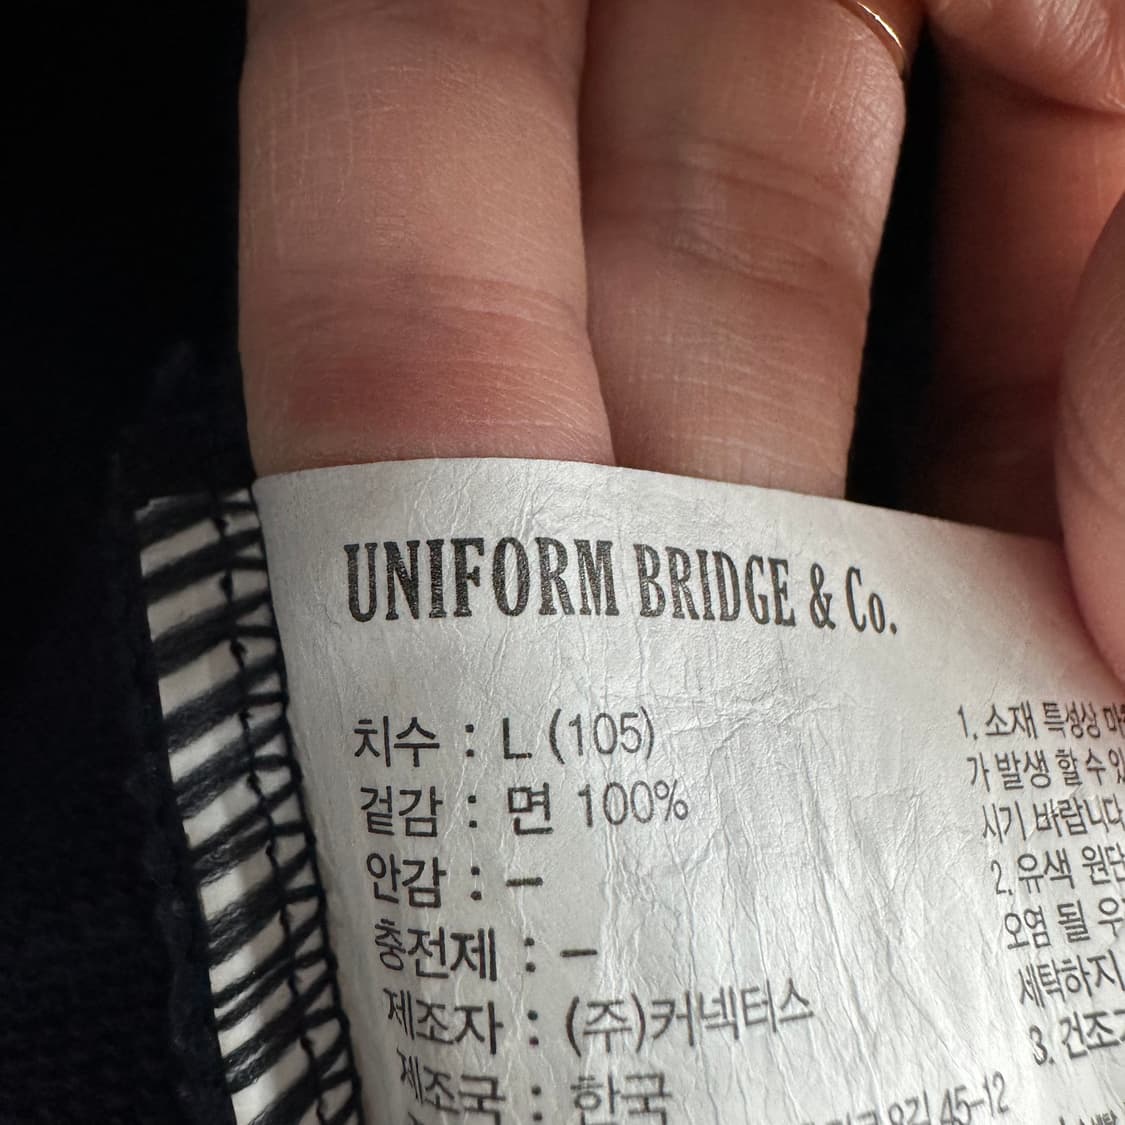 UNIFORM BRIDGE & Co.
치수 : L (105)
겉감 : 면 100%
안감 : -
충전제 : -
제조자 : (주)커넥터스
제조국 : 한국
45-12
1. 소재 특성상
가 발생 할 수
시기 바랍니다
2. 유색 원단
오염 될
세탁하지
3. 건조